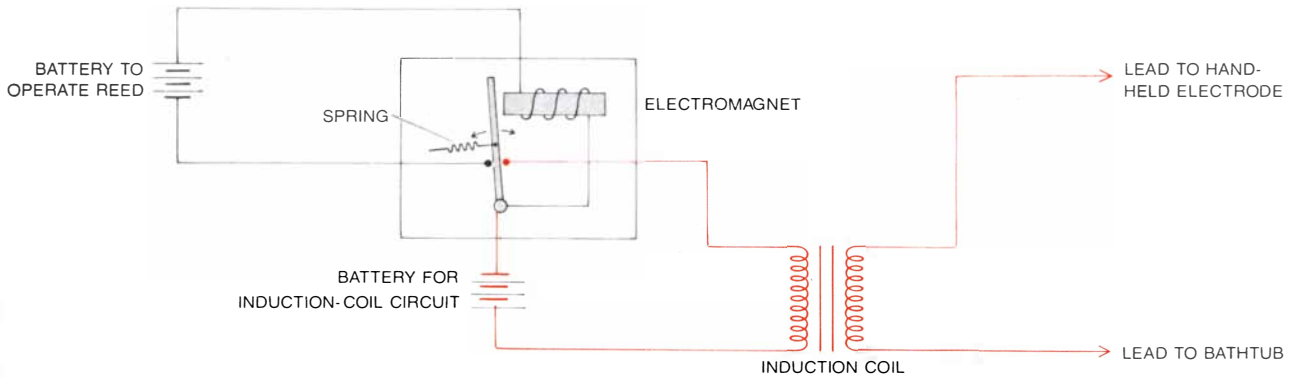 BATTERY TO
OPERATE REED
SPRING
ELECTROMAGNET
LEAD TO HAND-
HELD ELECTRODE
BATTERY FOR
INDUCTION-COIL CIRCUIT
INDUCTION COIL
LEAD TO BATHTUB